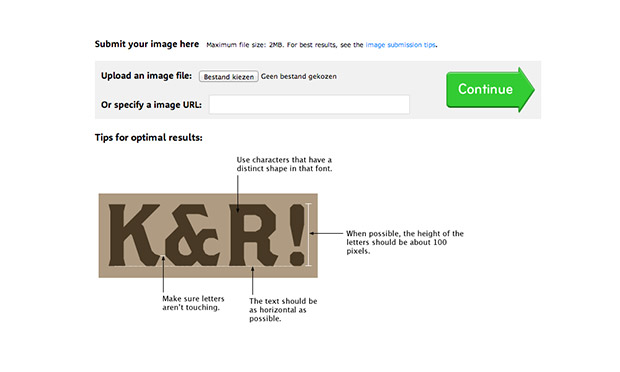 Submit your image here Maximum file size: 2MB. For best results, see the image submission tips.
Upload an image file: Bestand kiezen Geen bestand gekozen
Continue
Or specify a image URL:
Tips for optimal results:
Use characters that have a
distinct shape in that font.
K&R!
When possible, the height of the
letters should be about 100
pixels.
Make sure letters
aren't touching.
The text should be
as horizontal as
possible.